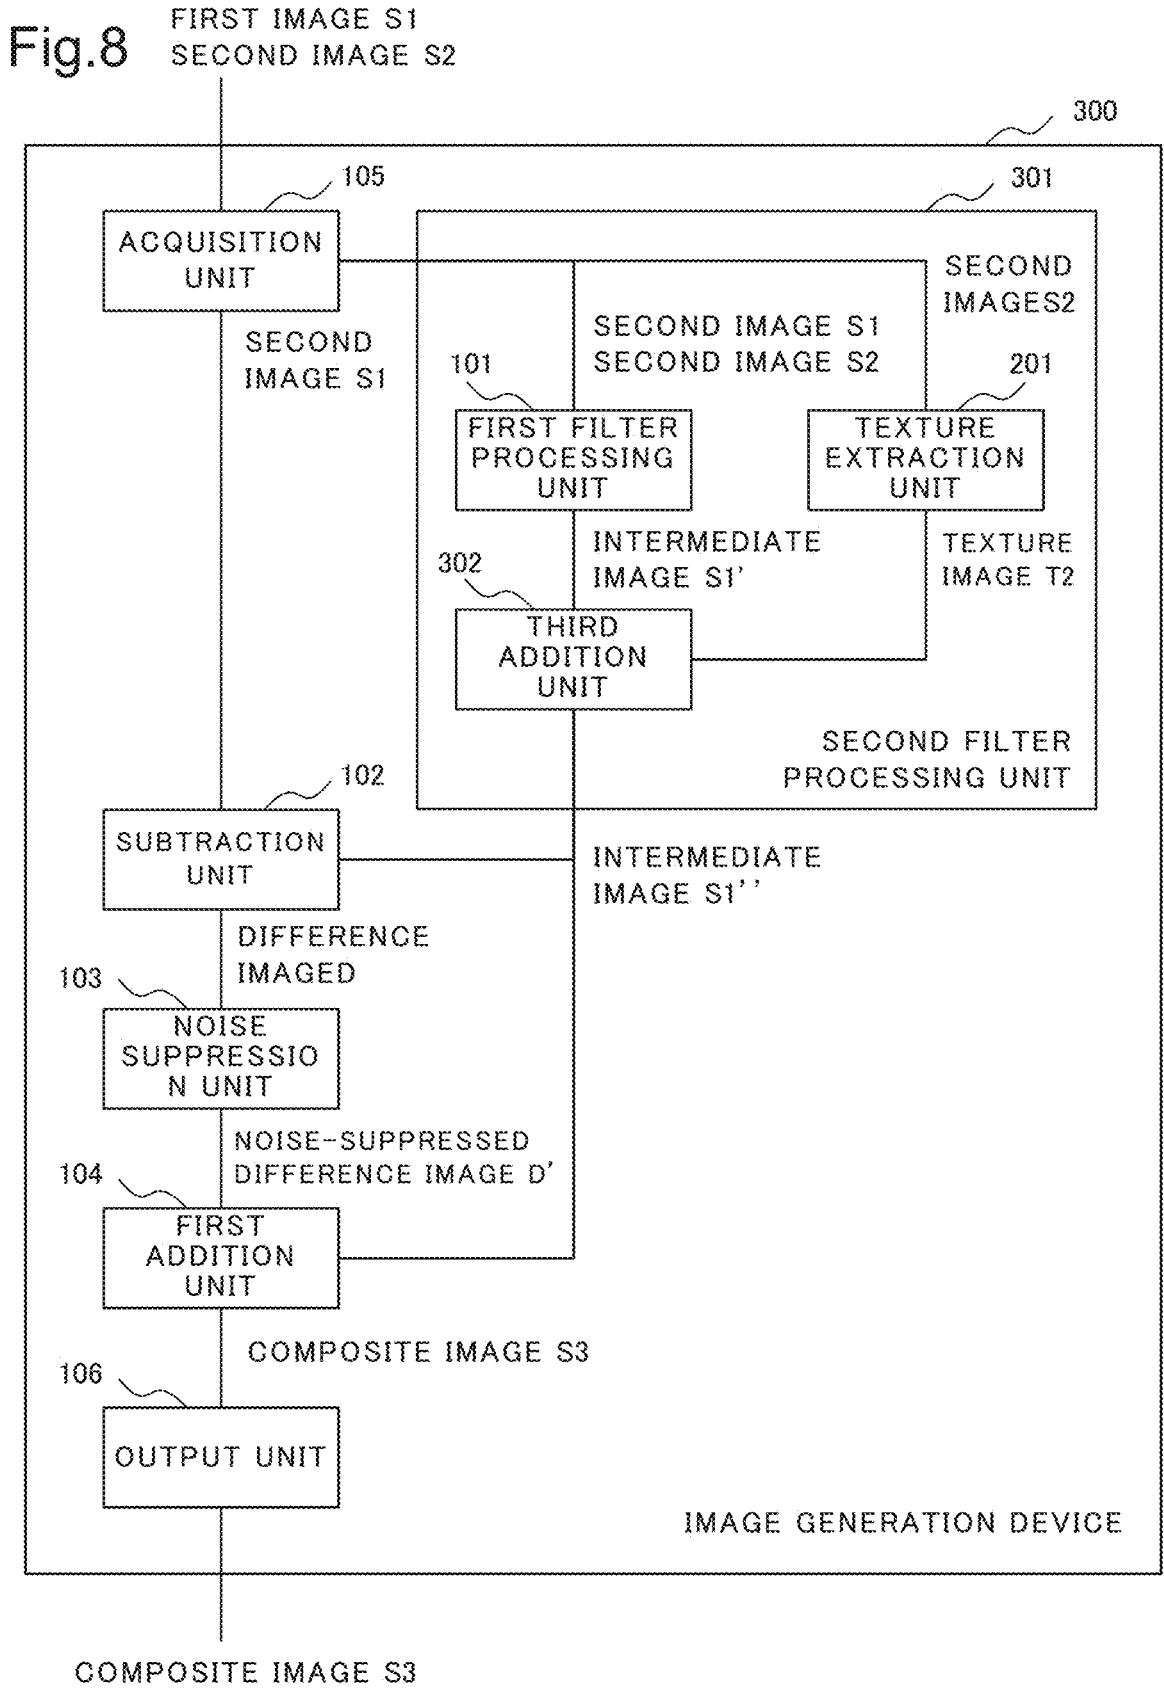 Fig.8
FIRST IMAGE S1
SECOND IMAGE S2
300
105
301
ACQUISITION
UNIT
SECOND
IMAGES2
SECOND IMAGE S1
SECOND IMAGE S2
SECOND
IMAGE S1
101
201
FIRST FILTER
PROCESSING
UNIT
TEXTURE
EXTRACTION
UNIT
INTERMEDIATE
IMAGE S1'
TEXTURE
IMAGE T2
302
THIRD
ADDITION
UNIT
SECOND FILTER
PROCESSING UNIT
102
SUBTRACTION
UNIT
INTERMEDIATE
IMAGE S1''
DIFFERENCE
IMAGED
103
NOISE
SUPPRESSIO
N UNIT
NOISE-SUPPRESSED
DIFFERENCE IMAGE D'
104
FIRST
ADDITION
UNIT
COMPOSITE IMAGE S3
106
OUTPUT UNIT
IMAGE GENERATION DEVICE
COMPOSITE IMAGE S3